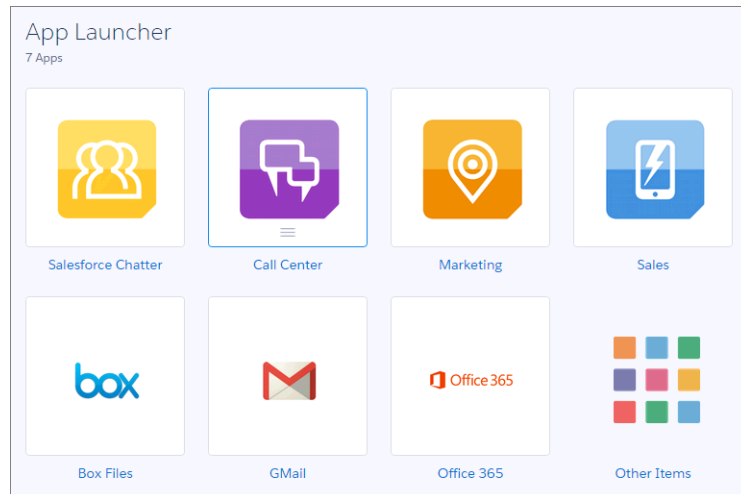 App Launcher
7 Apps
Salesforce Chatter
Call Center
Marketing
Sales
box
Office 365
Box Files
GMail
Office 365
Other Items